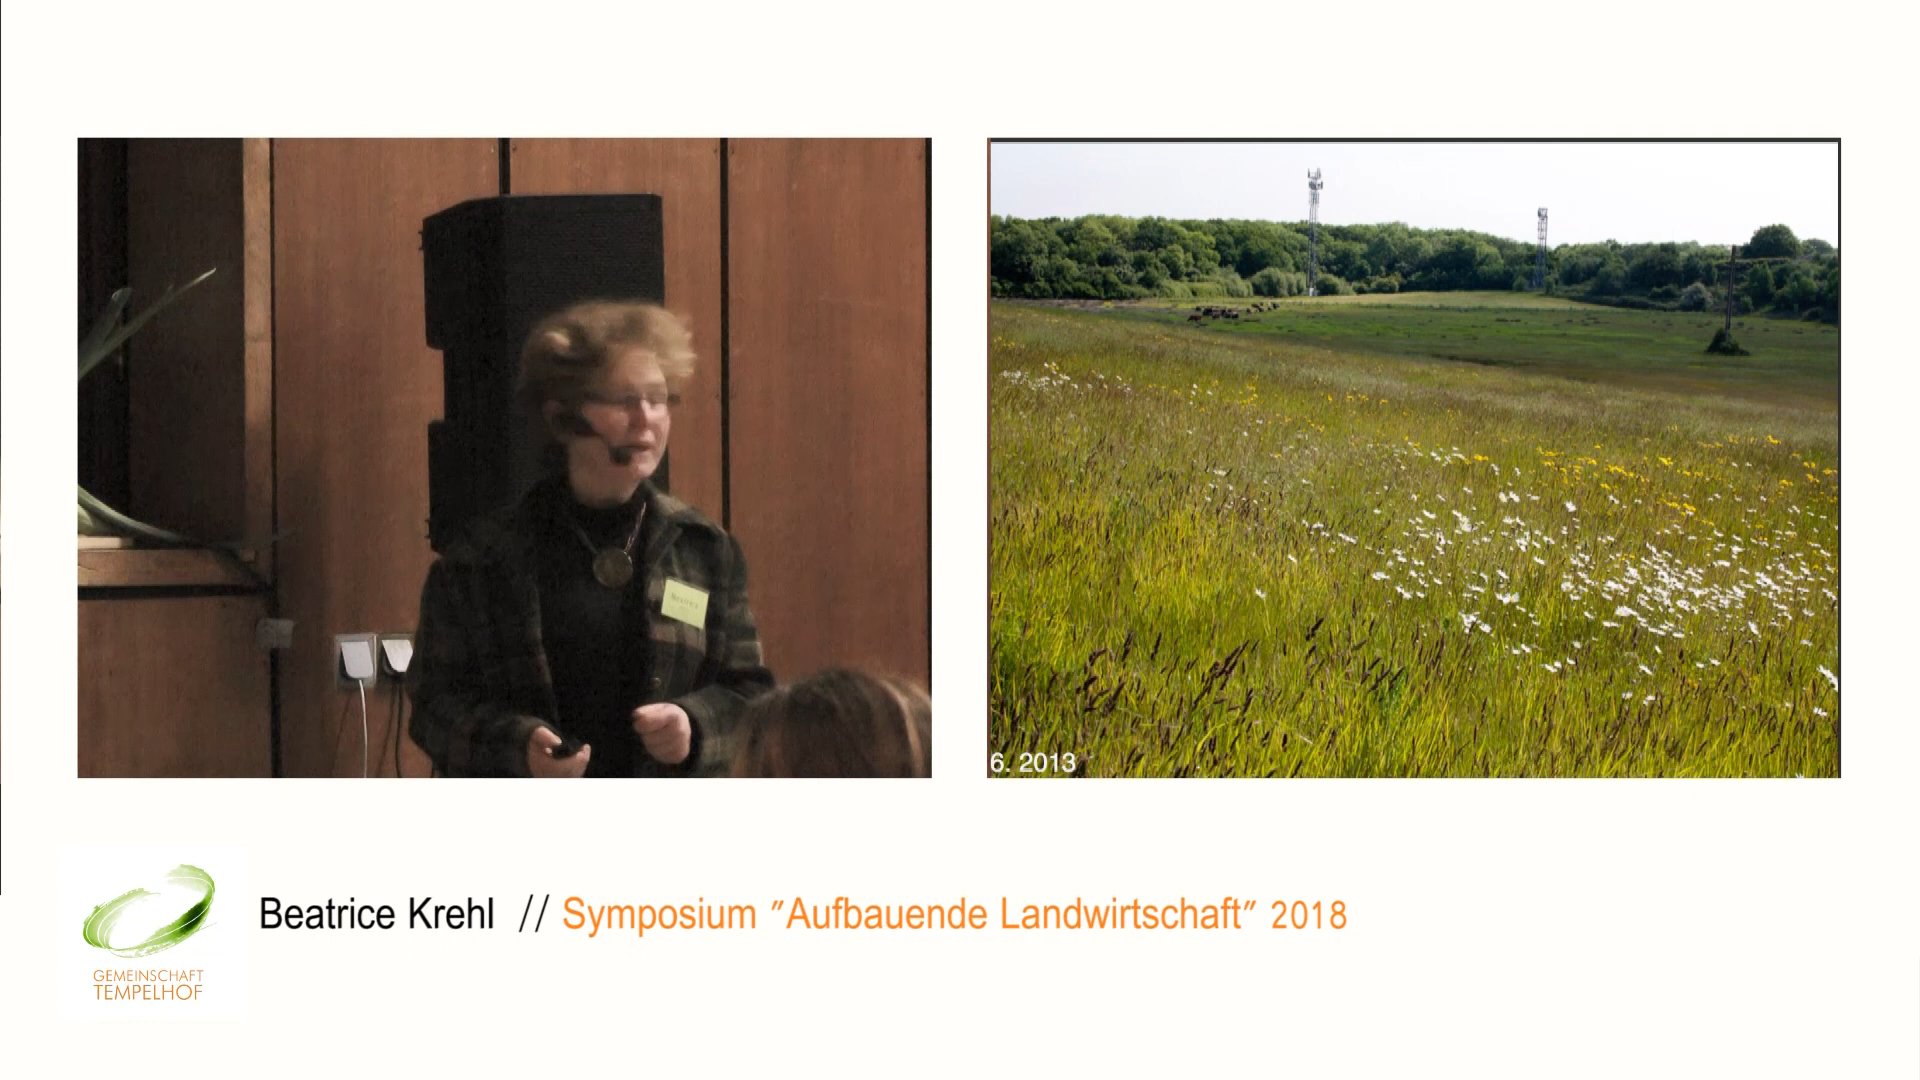 6. 2013
Beatrice Krehl // Symposium "Aufbauende Landwirtschaft" 2018
GEMEINSCHAFT
TEMPELHOF